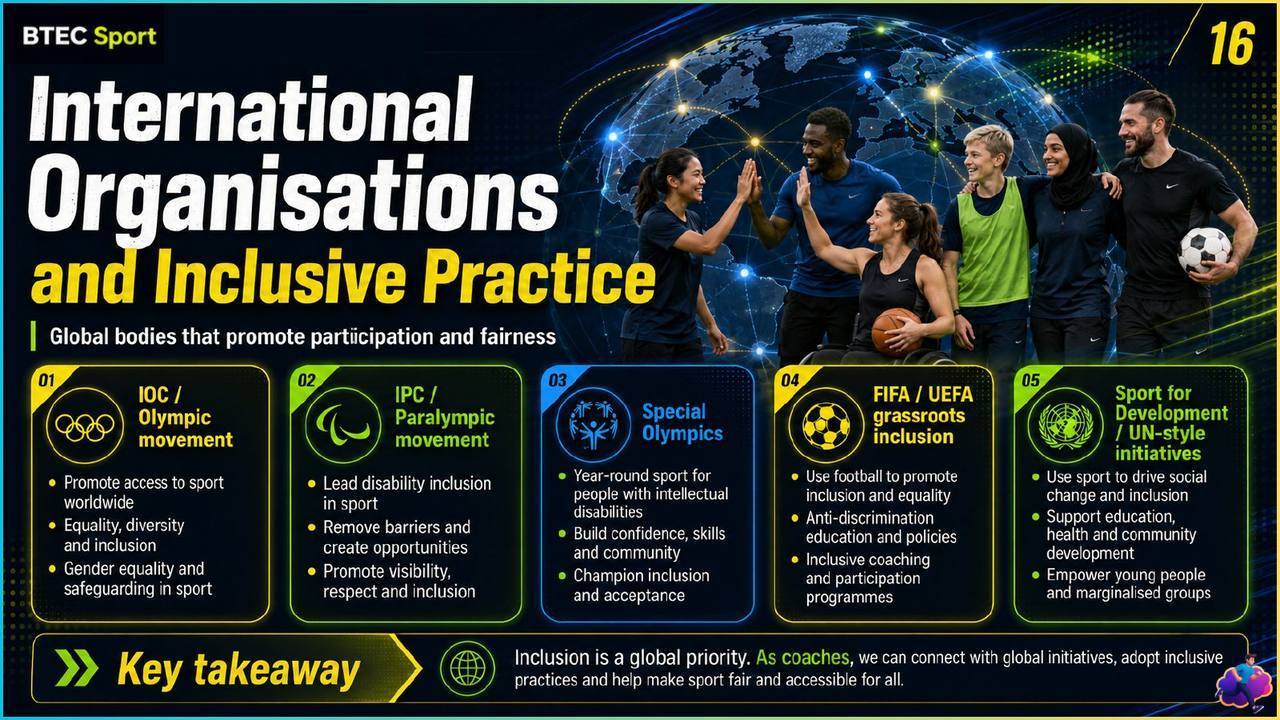 BTEC Sport
16
International
Organisations
and Inclusive Practice
Global bodies that promote participation and fairness
01
IOC /
Olympic
movement
Promote access to sport
worldwide
Equality, diversity
and inclusion
Gender equality and
safeguarding in sport
02
IPC /
Paralympic
movement
Lead disability inclusion
in sport
Remove barriers and
create opportunities
Promote visibility,
respect and inclusion
03
Special
Olympics
Year-round sport for
people with intellectual
disabilities
Build confidence, skills
and community
Champion inclusion
and acceptance
04
FIFA / UEFA
grassroots
inclusion
Use football to promote
inclusion and equality
Anti-discrimination
education and policies
Inclusive coaching
and participation
programmes
05
Sport for
Development
/ UN-style
initiatives
Use sport to drive social
change and inclusion
Support education,
health and community
development
Empower young people
and marginalised groups
Key takeaway
Inclusion is a global priority. As coaches, we can connect with global initiatives, adopt inclusive
practices and help make sport fair and accessible for all.